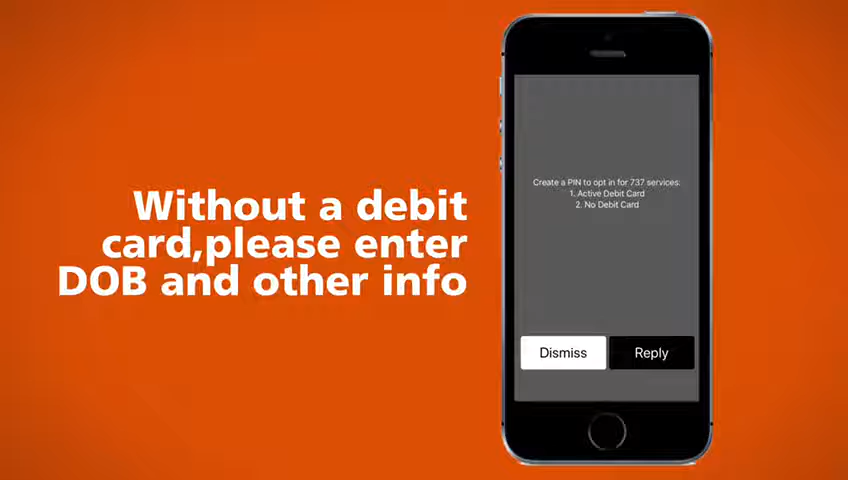 Without a debit
card,please enter
DOB and other info
Create a PIN to opt in for 737 services:
1. Active Debit Card
2. No Debit Card
Dismiss
Reply